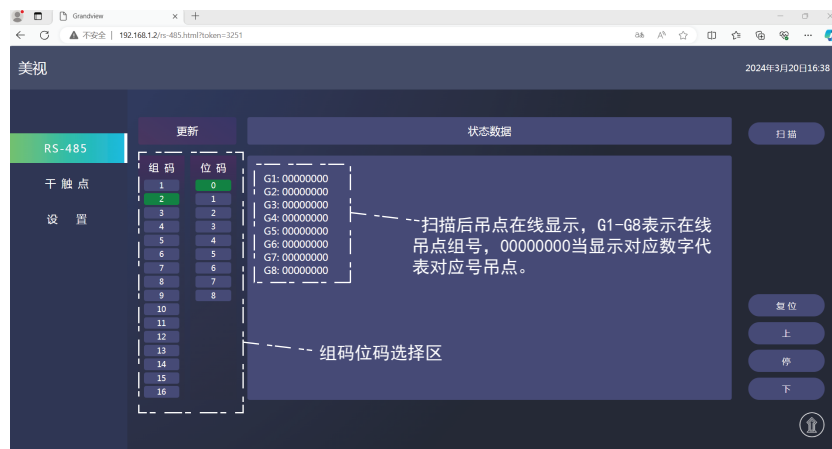 Grandview
不安全 | 192.168.1.2/rs-485.html?token=3251
美视
2024年3月20日16:38
更新
状态数据
扫描
RS-485
干触点
设 置
组码 位码
1 0
2 1
3 2
4 3
5 4
6 5
7 6
8 7
9 8
10
11
12
13
14
15
16
G1: 00000000
G2: 00000000
G3: 00000000
G4: 00000000
G5: 00000000
G6: 00000000
G7: 00000000
G8: 00000000
扫描后吊点在线显示，G1-G8表示在线
吊点组号，00000000当显示对应数字代
表对应号吊点。
组码位码选择区
复位
上
停
下